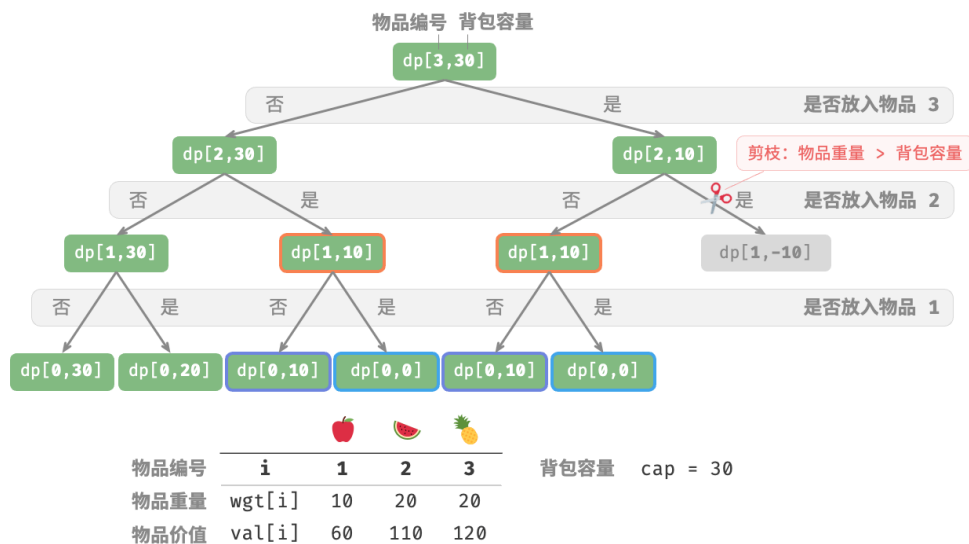 物品编号 背包容量
dp[3,30]
否 是 是否放入物品 3
dp[2,30] dp[2,10] 剪枝：物品重量 > 背包容量
否 是 否 是 是否放入物品 2
dp[1,30] dp[1,10] dp[1,10] dp[1,-10]
否 是 否 是 否 是 是否放入物品 1
dp[0,30] dp[0,20] dp[0,10] dp[0,0] dp[0,10] dp[0,0]
物品编号 i 1 2 3 背包容量 cap = 30
物品重量 wgt[i] 10 20 20
物品价值 val[i] 60 110 120